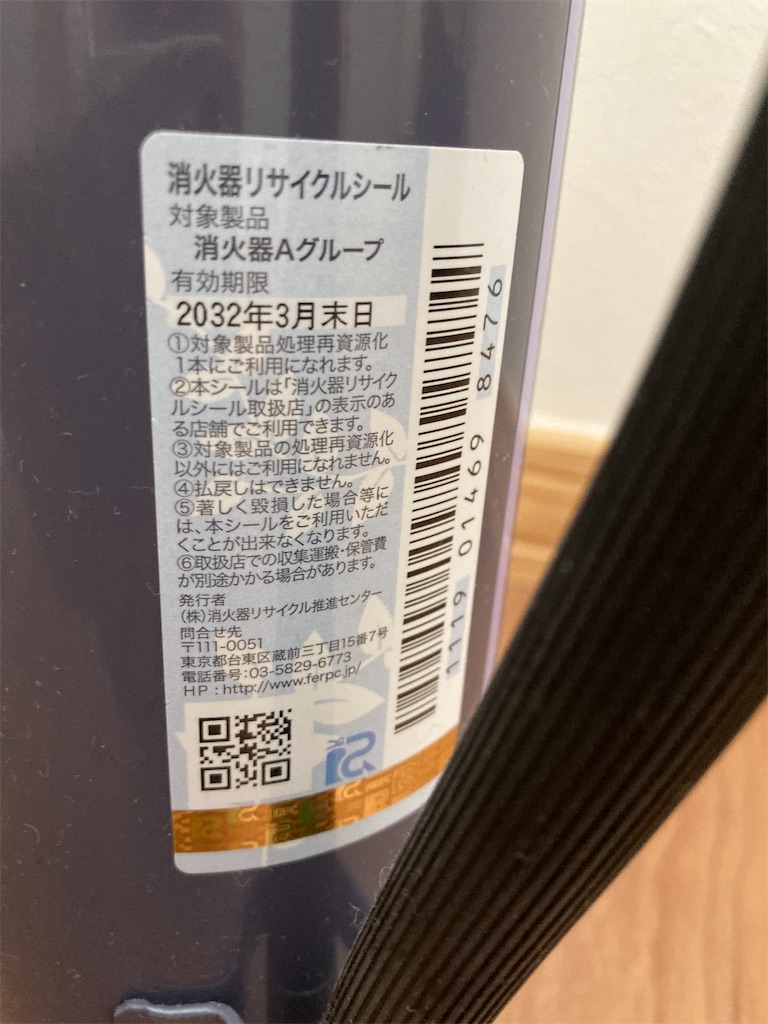 消火器リサイクルシール
対象製品
消火器Aグループ
有効期限
2032年3月末日
①対象製品処理再資源化
1本にご利用になれます。
②本シールは「消火器リサイク
ルシール取扱店」の表示のあ
る店舗でご利用できます。
③対象製品の処理再資源化
以外にはご利用になれません。
④払戻しはできません。
⑤著しく毀損した場合等に
は、本シールをご利用いただ
くことが出来なくなります。
⑥取扱店での収集運搬・保管費
が別途かかる場合があります。
発行者
(株)消火器リサイクル推進センター
問合せ先
〒111-0051
東京都台東区蔵前三丁目15番7号
電話番号:03-5829-6773
HP:http://www.ferpc.jp/
1119 01469 8476